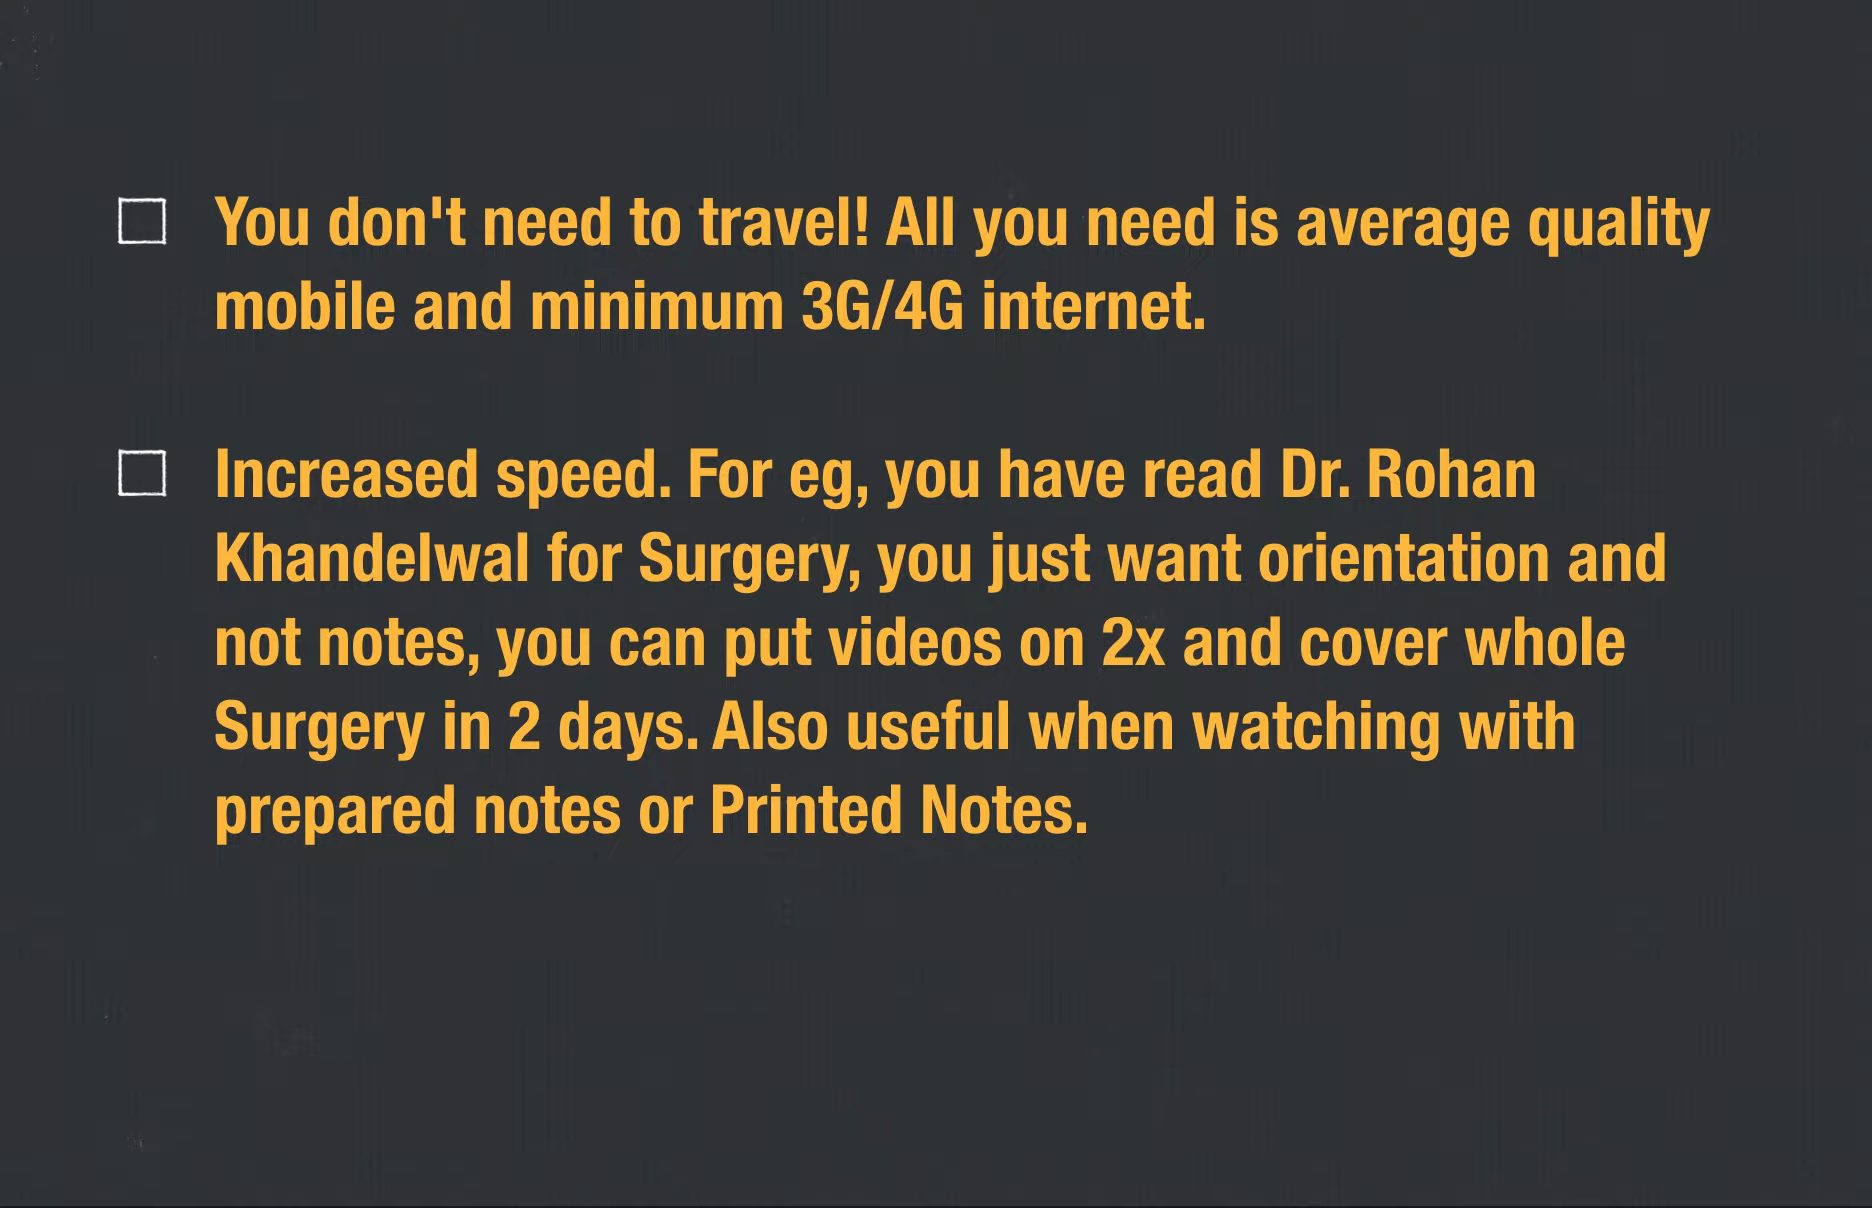 You don't need to travel! All you need is average quality
mobile and minimum 3G/4G internet.
Increased speed. For eg, you have read Dr. Rohan
Khandelwal for Surgery, you just want orientation and
not notes, you can put videos on 2x and cover whole
Surgery in 2 days. Also useful when watching with
prepared notes or Printed Notes.